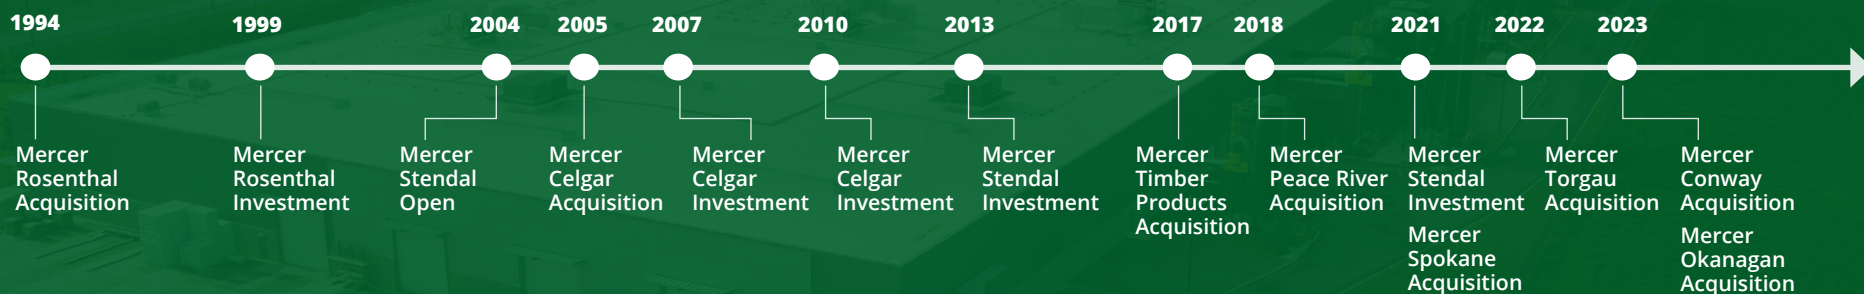 1994 1999 2004 2005 2007 2010 2013 2017 2018 2021 2022 2023
Mercer
Rosenthal
Acquisition
Mercer
Rosenthal
Investment
Mercer
Stendal
Open
Mercer
Celgar
Acquisition
Mercer
Celgar
Investment
Mercer
Celgar
Investment
Mercer
Stendal
Investment
Mercer
Timber
Products
Acquisition
Mercer
Peace River
Acquisition
Mercer
Stendal
Investment
Mercer
Spokane
Acquisition
Mercer
Torgau
Acquisition
Mercer
Conway
Acquisition
Mercer
Okanagan
Acquisition